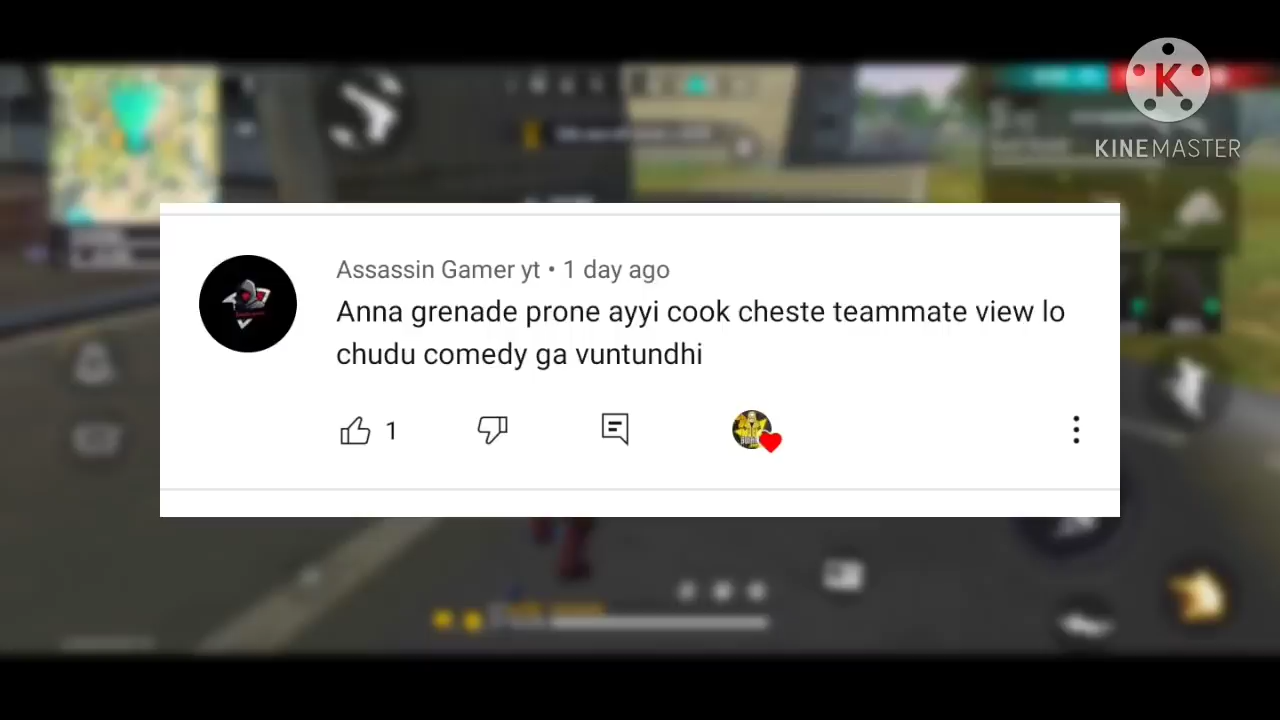 KINEMASTER
Assassin Gamer yt • 1 day ago
Anna grenade prone ayyi cook cheste teammate view lo
chudu comedy ga vuntundhi
1